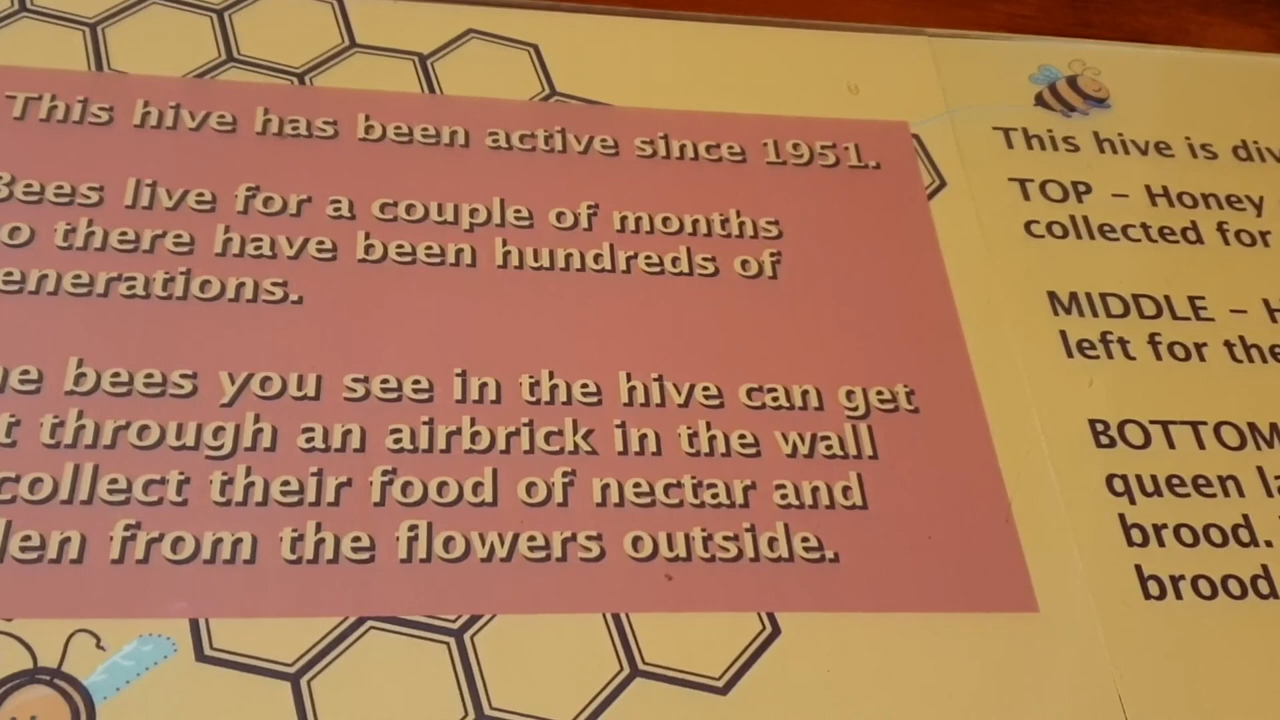 This hive has been active since 1951.
Bees live for a couple of months
there have been hundreds of
the bees you see in the hive can get
through an airbrick in the wall
collect their food of nectar and
from the flowers outside.
This hive is
TOP – Honey
collected for
MIDDLE –
left for the
BOTTOM
queen
brood.
brood